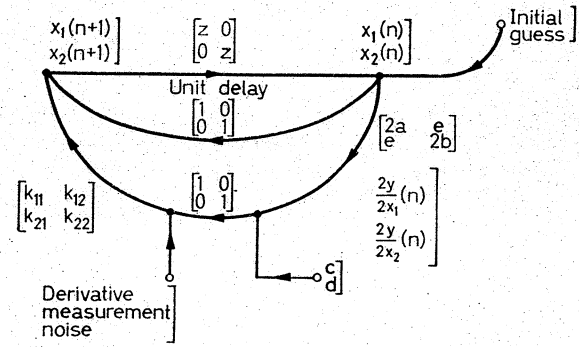 x₁(n+1)
x₂(n+1)]
[z 0
0 z]
Unit delay
x₁(n)
x₂(n)]
Initial
guess]
[1 0
0 1]
[2a e
e 2b]
[1 0
0 1]
[k₁₁ k₁₂
k₂₁ k₂₂]
2y/2x₁ (n)
2y/2x₂ (n)]
c
d]
Derivative
measurement
noise]